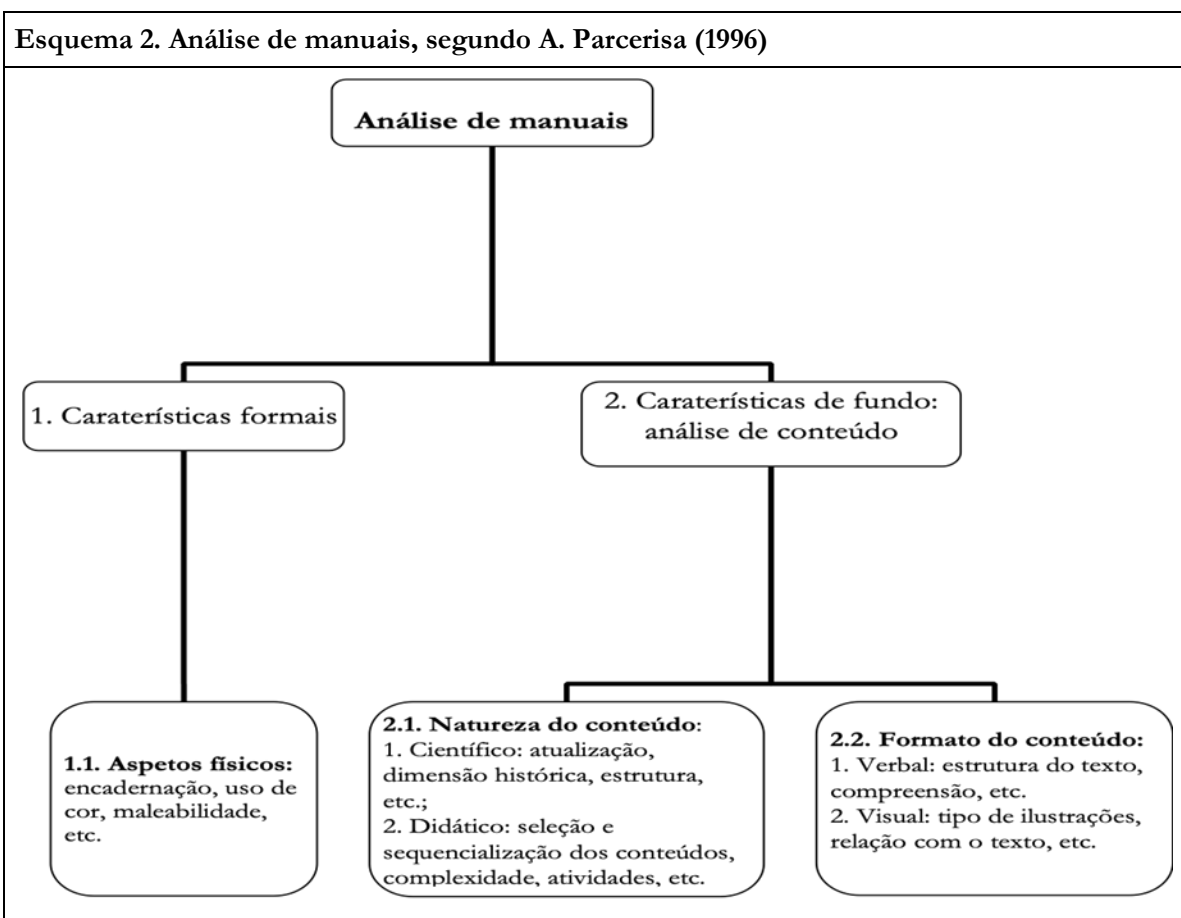 Esquema 2. Análise de manuais, segundo A. Parcerisa (1996)
Análise de manuais
1. Caraterísticas formais
2. Caraterísticas de fundo:
análise de conteúdo
1.1. Aspetos físicos:
encadernação, uso de
cor, maleabilidade,
etc.
2.1. Natureza do conteúdo:
1. Científico: atualização,
dimensão histórica, estrutura,
etc.;
2. Didático: seleção e
sequencialização dos conteúdos,
complexidade, atividades, etc.
2.2. Formato do conteúdo:
1. Verbal: estrutura do texto,
compreensão, etc.
2. Visual: tipo de ilustrações,
relação com o texto, etc.